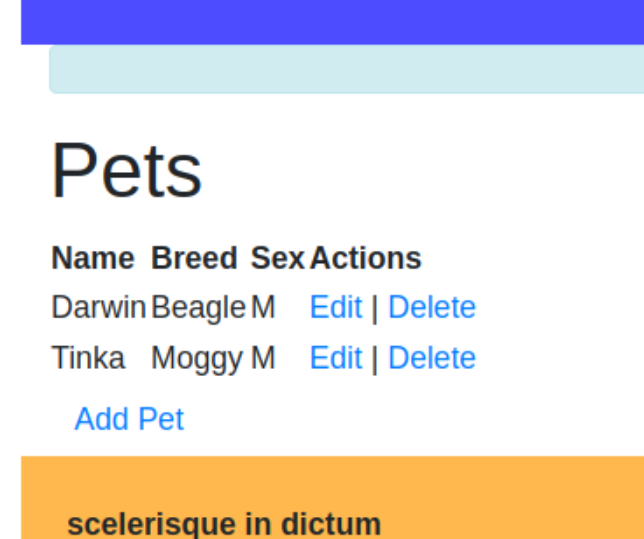 Pets
Name Breed Sex Actions
Darwin Beagle M Edit | Delete
Tinka Moggy M Edit | Delete
Add Pet
scelerisque in dictum